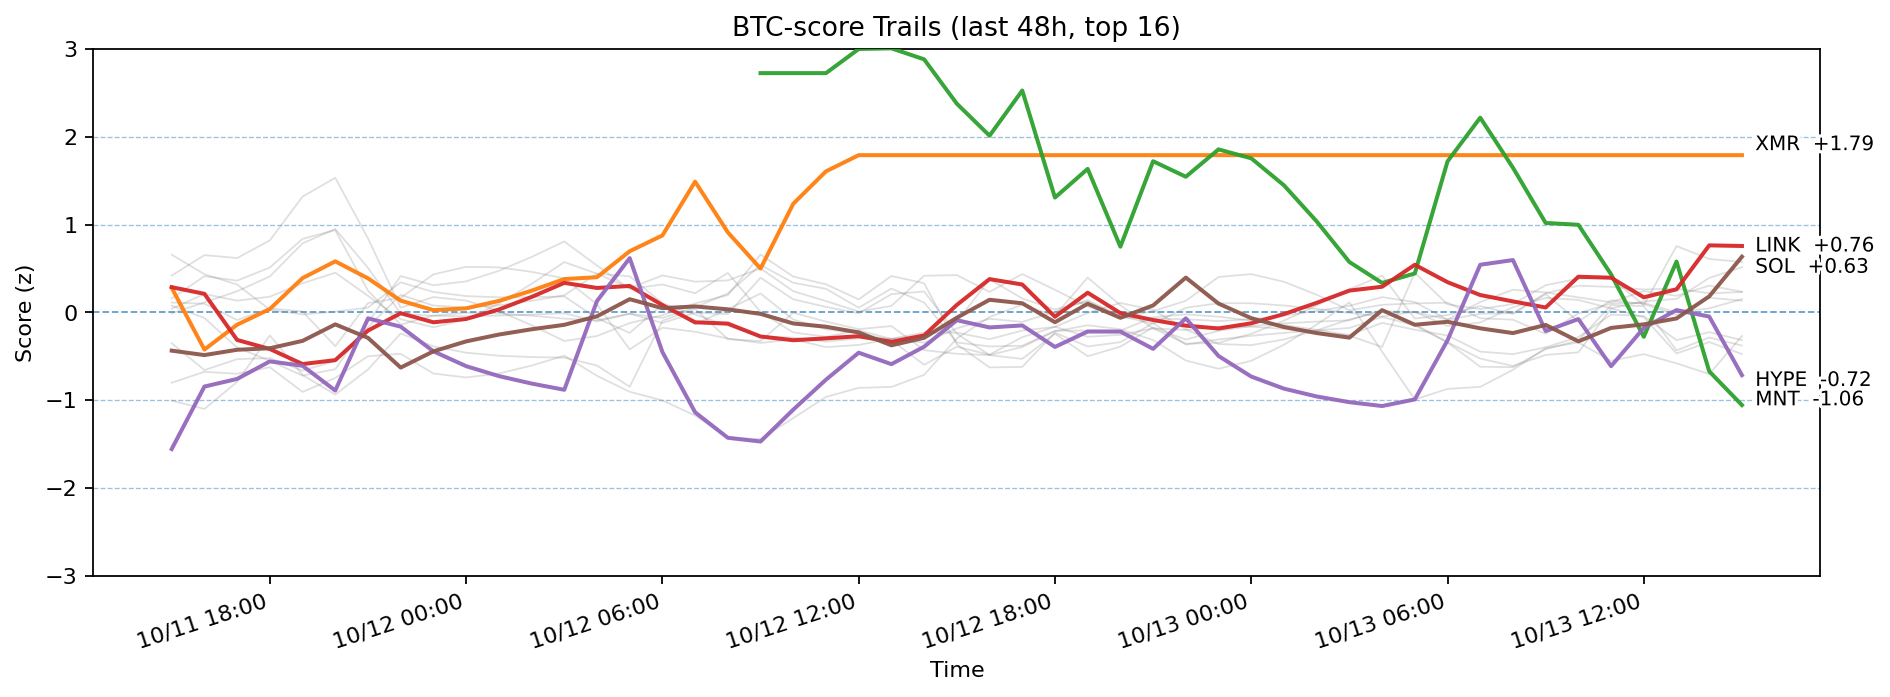 BTC-score Trails (last 48h, top 16)
Score (z)
3
2
1
0
−1
−2
−3
XMR +1.79
LINK +0.76
SOL +0.63
HYPE -0.72
MNT -1.06
10/11 18:00
10/12 00:00
10/12 06:00
10/12 12:00
10/12 18:00
10/13 00:00
10/13 06:00
10/13 12:00
Time